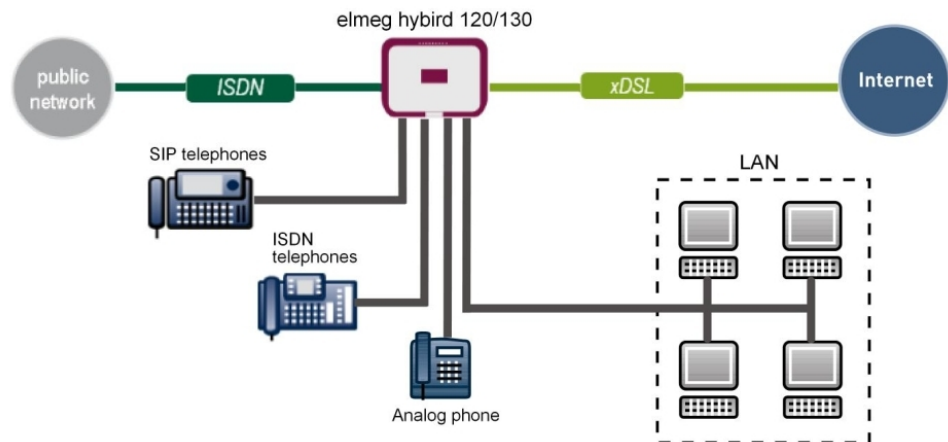 elmeg hybird 120/130
public
network
ISDN
xDSL
Internet
SIP telephones
LAN
ISDN
telephones
Analog phone